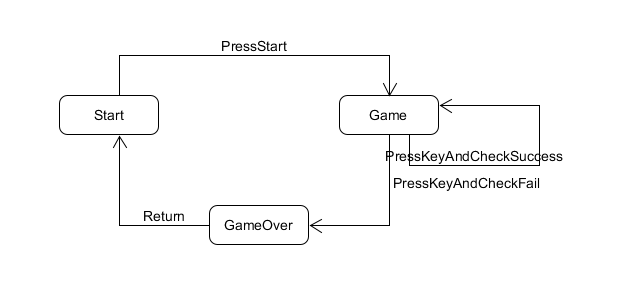 PressStart
Start
Game
PressKeyAndCheckSuccess
PressKeyAndCheckFail
Return
GameOver